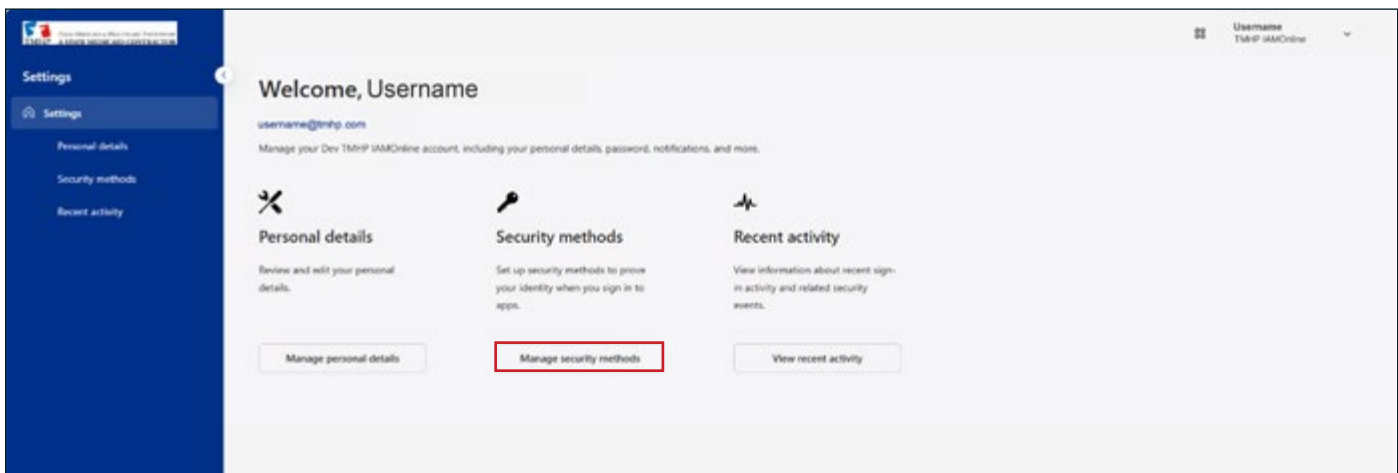 TMHP
A STATE MEDICAID CONTRACTOR
Username
TMHP IAMOnline
Settings
Settings
Personal details
Security methods
Recent activity
Welcome, Username
username@tmhp.com
Manage your Dev TMHP IAMOnline account, including your personal details, password, notifications, and more.
Personal details
Review and edit your personal
details.
Manage personal details
Security methods
Set up security methods to prove
your identity when you sign in to
apps.
Manage security methods
Recent activity
View information about recent sign-
in activity and related security
events.
View recent activity